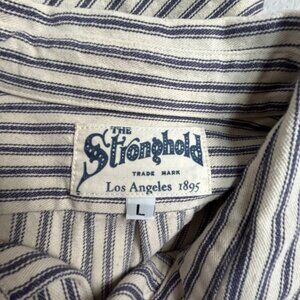 THE
Stronghold
TRADE MARK
Los Angeles 1895
L